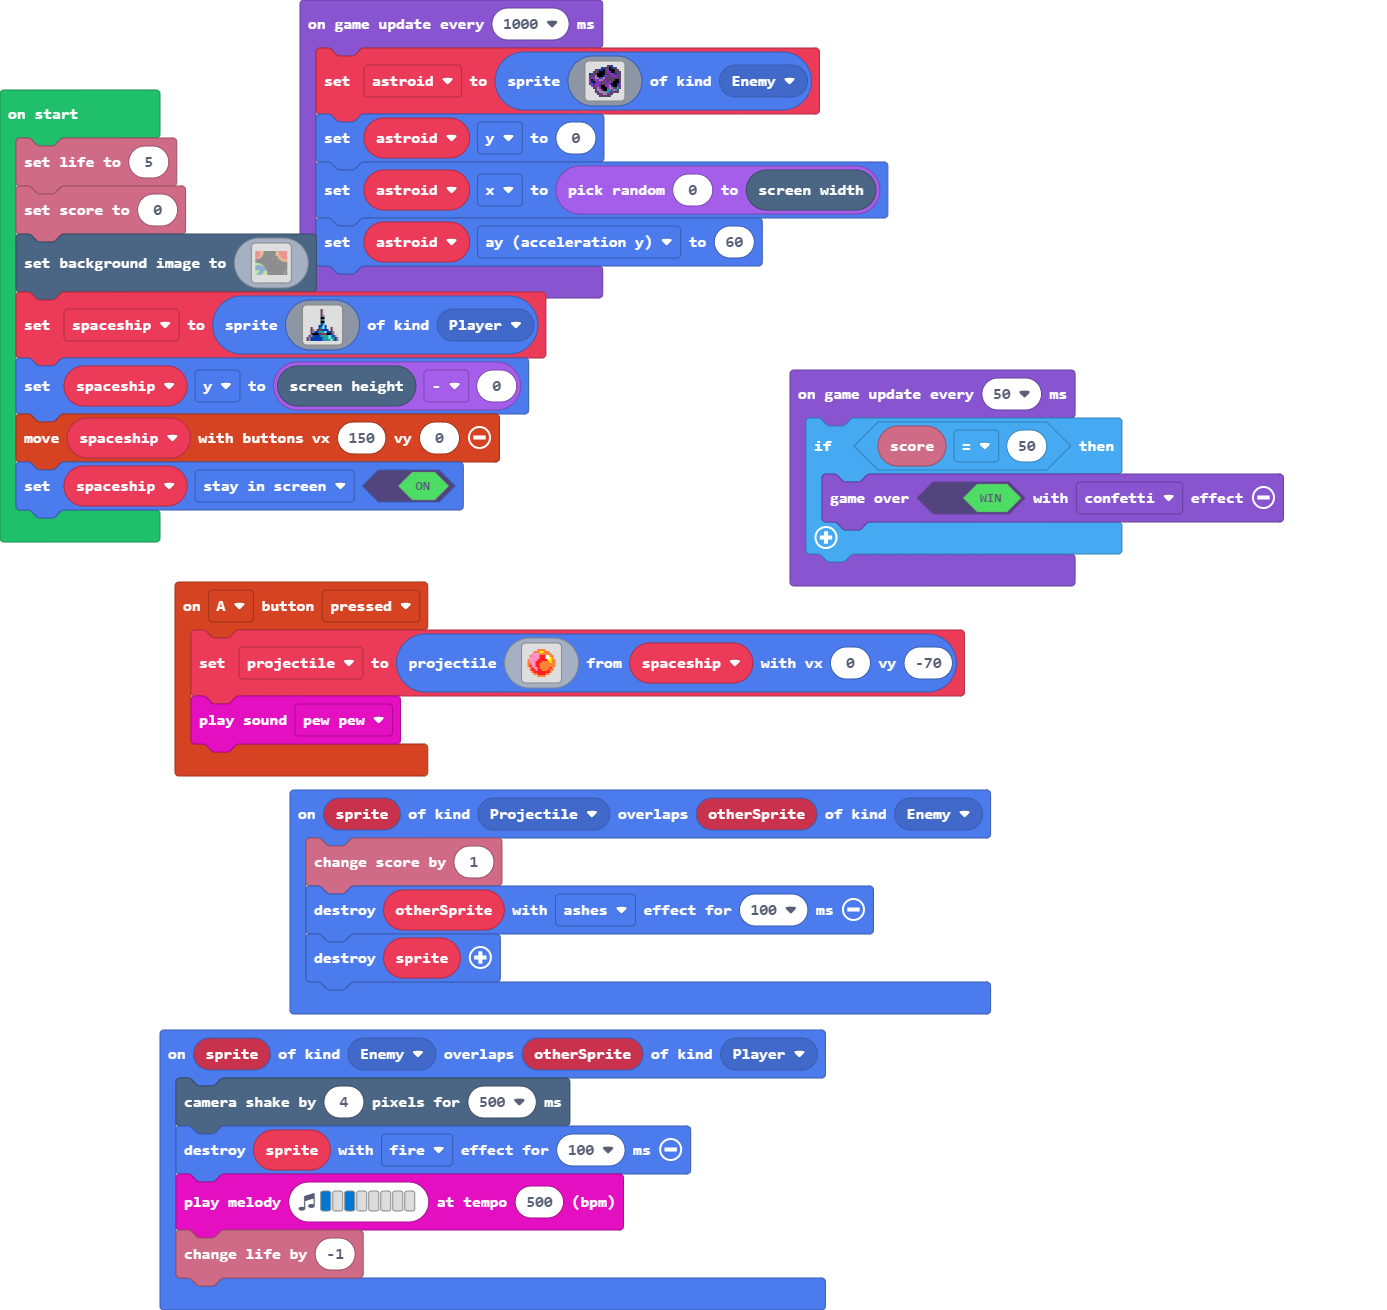 on game update every 1000 ms
set astroid to sprite of kind Enemy
set astroid y to 0
set astroid x to pick random 0 to screen width
set astroid ay (acceleration y) to 60
on start
set life to 5
set score to 0
set background image to
set spaceship to sprite of kind Player
set spaceship y to screen height - 0
move spaceship with buttons vx 150 vy 0
set spaceship stay in screen ON
on game update every 50 ms
if score = 50 then
game over WIN with confetti effect
on A button pressed
set projectile to projectile from spaceship with vx 0 vy -70
play sound pew pew
on sprite of kind Projectile overlaps otherSprite of kind Enemy
change score by 1
destroy otherSprite with ashes effect for 100 ms
destroy sprite
on sprite of kind Enemy overlaps otherSprite of kind Player
camera shake by 4 pixels for 500 ms
destroy sprite with fire effect for 100 ms
play melody at tempo 500 (bpm)
change life by -1